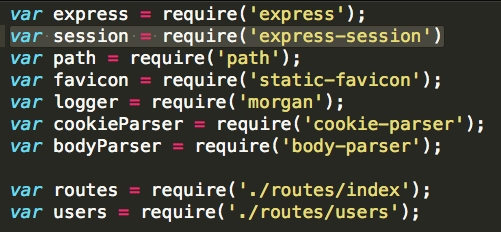 var express = require('express');
var session = require('express-session')
var path = require('path');
var favicon = require('static-favicon');
var logger = require('morgan');
var cookieParser = require('cookie-parser');
var bodyParser = require('body-parser');
var routes = require('./routes/index');
var users = require('./routes/users');